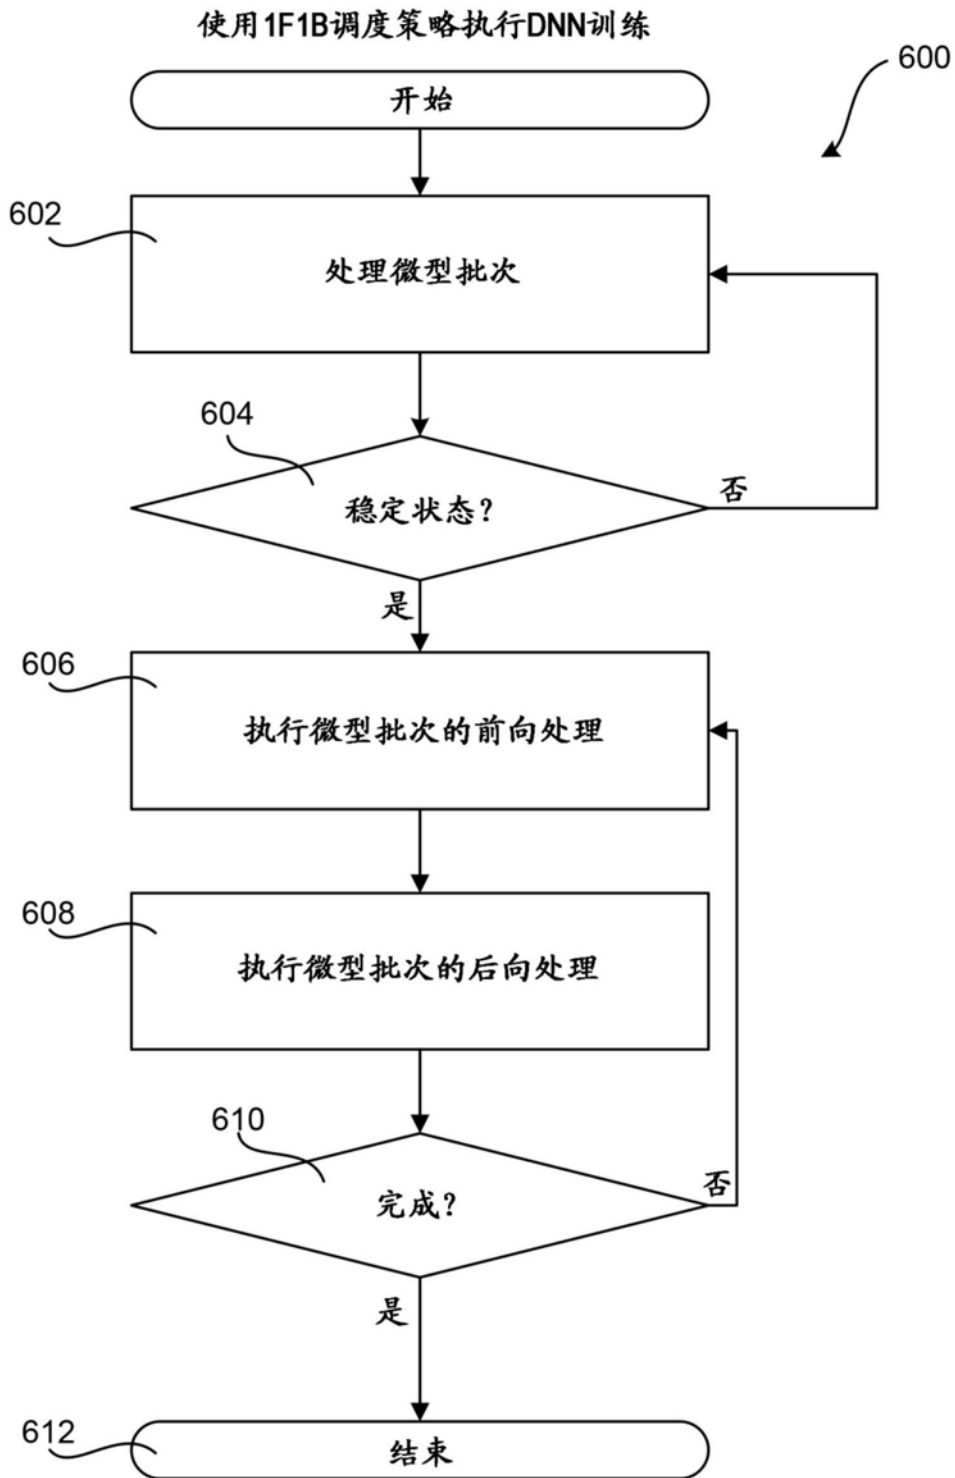 使用1F1B调度策略执行DNN训练
600
开始
602
处理微型批次
604
稳定状态？
否
是
606
执行微型批次的前向处理
608
执行微型批次的后向处理
610
完成？
否
是
612
结束